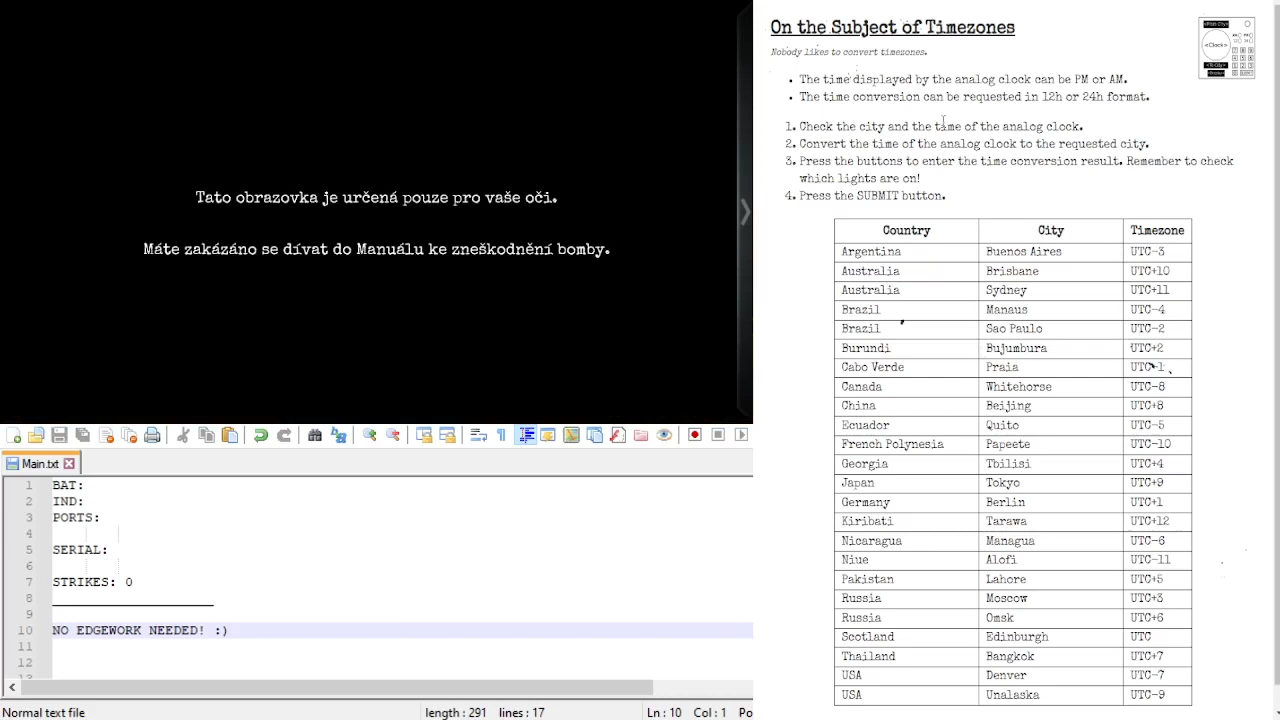 Tato obrazovka je určená pouze pro vaše oči.
Máte zakázáno se dívat do Manuálu ke zneškodnění bomby.
Main.txt
1 BAT:
2 IND:
3 PORTS:
4
5 SERIAL:
6
7 STRIKES: 0
8 ____________________
9
10 NO EDGEWORK NEEDED! :)
11
12
Normal text file length : 291 lines : 17 Ln : 10 Col : 1
On the Subject of Timezones
Nobody likes to convert timezones.
• The time displayed by the analog clock can be PM or AM.
• The time conversion can be requested in 12h or 24h format.
1. Check the city and the time of the analog clock.
2. Convert the time of the analog clock to the requested city.
3. Press the buttons to enter the time conversion result. Remember to check
which lights are on!
4. Press the SUBMIT button.
<Clock>
Country City Timezone
Argentina Buenos Aires UTC-3
Australia Brisbane UTC+10
Australia Sydney UTC+11
Brazil Manaus UTC-4
Brazil Sao Paulo UTC-2
Burundi Bujumbura UTC+2
Cabo Verde Praia UTC-1
Canada Whitehorse UTC-8
China Beijing UTC+8
Ecuador Quito UTC-5
French Polynesia Papeete UTC-10
Georgia Tbilisi UTC+4
Japan Tokyo UTC+9
Germany Berlin UTC+1
Kiribati Tarawa UTC+12
Nicaragua Managua UTC-6
Niue Alofi UTC-11
Pakistan Lahore UTC+5
Russia Moscow UTC+3
Russia Omsk UTC+6
Scotland Edinburgh UTC
Thailand Bangkok UTC+7
USA Denver UTC-7
USA Unalaska UTC-9